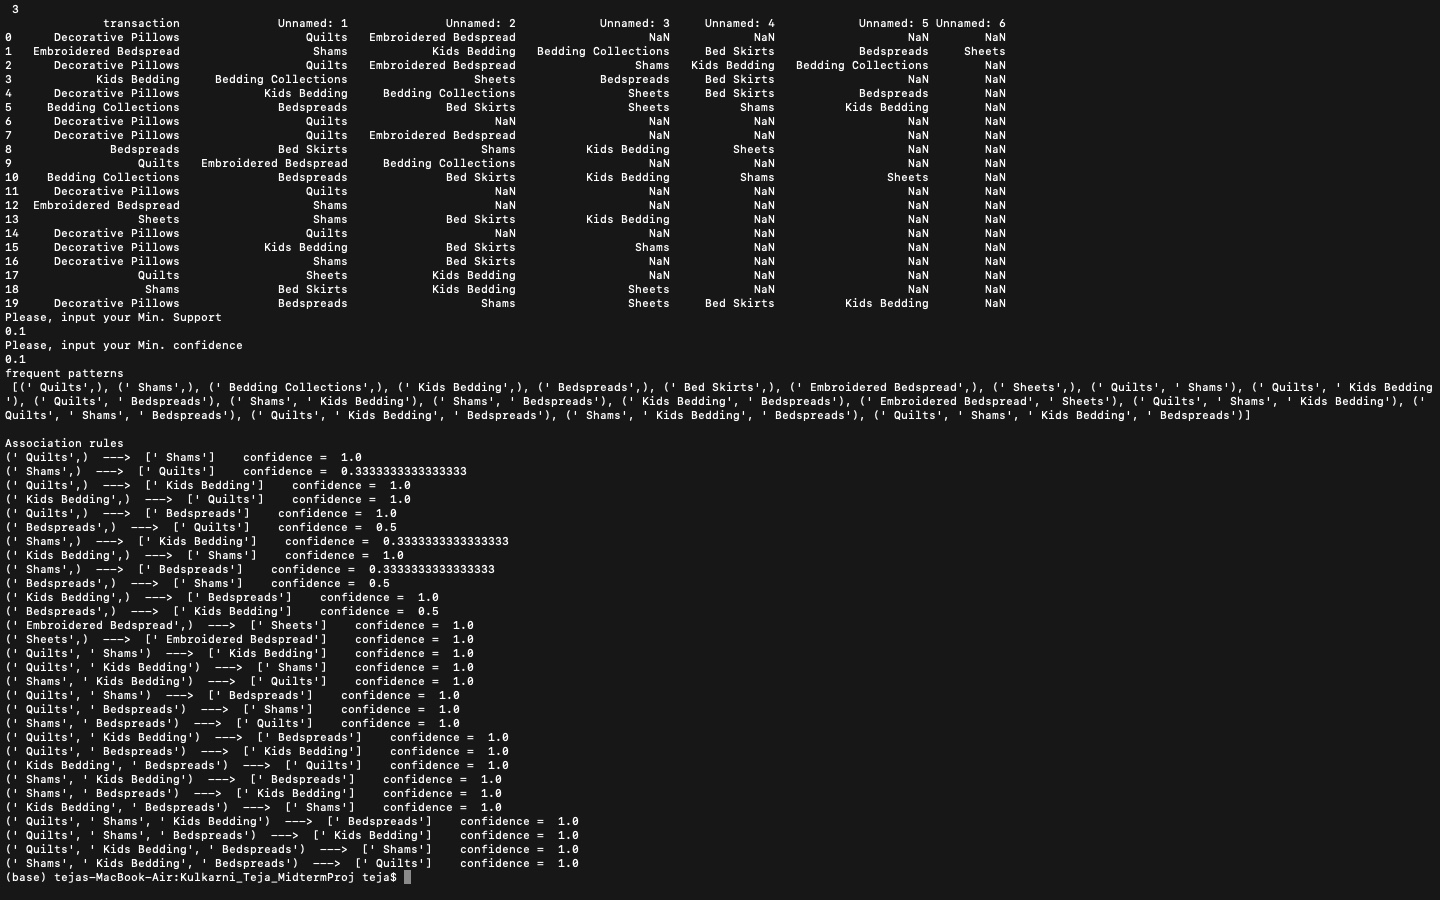 3
transaction Unnamed: 1 Unnamed: 2 Unnamed: 3 Unnamed: 4 Unnamed: 5 Unnamed: 6
0 Decorative Pillows Quilts Embroidered Bedspread NaN NaN NaN NaN
1 Embroidered Bedspread Shams Kids Bedding Bedding Collections Bed Skirts Bedspreads Sheets
2 Decorative Pillows Quilts Embroidered Bedspread Shams Kids Bedding Bedding Collections NaN
3 Kids Bedding Bedding Collections Sheets Bedspreads Bed Skirts NaN NaN
4 Decorative Pillows Kids Bedding Bedding Collections Sheets Bed Skirts Bedspreads NaN
5 Bedding Collections Bedspreads Bed Skirts Sheets Shams Kids Bedding NaN
6 Decorative Pillows Quilts NaN NaN NaN NaN NaN
7 Decorative Pillows Quilts Embroidered Bedspread NaN NaN NaN NaN
8 Bedspreads Bed Skirts Shams Kids Bedding Sheets NaN NaN
9 Quilts Embroidered Bedspread Bedding Collections NaN NaN NaN NaN
10 Bedding Collections Bedspreads Bed Skirts Kids Bedding Shams Sheets NaN
11 Decorative Pillows Quilts NaN NaN NaN NaN NaN
12 Embroidered Bedspread Shams NaN NaN NaN NaN NaN
13 Sheets Shams Bed Skirts Kids Bedding NaN NaN NaN
14 Decorative Pillows Quilts NaN NaN NaN NaN NaN
15 Decorative Pillows Kids Bedding Bed Skirts Shams NaN NaN NaN
16 Decorative Pillows Shams Bed Skirts NaN NaN NaN NaN
17 Quilts Sheets Kids Bedding NaN NaN NaN NaN
18 Shams Bed Skirts Kids Bedding Sheets NaN NaN NaN
19 Decorative Pillows Bedspreads Shams Sheets Bed Skirts Kids Bedding NaN
Please, input your Min. Support
0.1
Please, input your Min. confidence
0.1
frequent patterns
[(' Quilts',), (' Shams',), (' Bedding Collections',), (' Kids Bedding',), (' Bedspreads',), (' Bed Skirts',), (' Embroidered Bedspread',), (' Sheets',), (' Quilts', ' Shams'), (' Quilts', ' Kids Bedding
'), (' Quilts', ' Bedspreads'), (' Shams', ' Kids Bedding'), (' Shams', ' Bedspreads'), (' Kids Bedding', ' Bedspreads'), (' Embroidered Bedspread', ' Sheets'), (' Quilts', ' Shams', ' Kids Bedding'), ('
Quilts', ' Shams', ' Bedspreads'), (' Quilts', ' Kids Bedding', ' Bedspreads'), (' Shams', ' Kids Bedding', ' Bedspreads'), (' Quilts', ' Shams', ' Kids Bedding', ' Bedspreads')]
Association rules
(' Quilts',) ---> [' Shams'] confidence = 1.0
(' Shams',) ---> [' Quilts'] confidence = 0.3333333333333333
(' Quilts',) ---> [' Kids Bedding'] confidence = 1.0
(' Kids Bedding',) ---> [' Quilts'] confidence = 1.0
(' Quilts',) ---> [' Bedspreads'] confidence = 1.0
(' Bedspreads',) ---> [' Quilts'] confidence = 0.5
(' Shams',) ---> [' Kids Bedding'] confidence = 0.3333333333333333
(' Kids Bedding',) ---> [' Shams'] confidence = 1.0
(' Shams',) ---> [' Bedspreads'] confidence = 0.3333333333333333
(' Bedspreads',) ---> [' Shams'] confidence = 0.5
(' Kids Bedding',) ---> [' Bedspreads'] confidence = 1.0
(' Bedspreads',) ---> [' Kids Bedding'] confidence = 0.5
(' Embroidered Bedspread',) ---> [' Sheets'] confidence = 1.0
(' Sheets',) ---> [' Embroidered Bedspread'] confidence = 1.0
(' Quilts', ' Shams') ---> [' Kids Bedding'] confidence = 1.0
(' Quilts', ' Kids Bedding') ---> [' Shams'] confidence = 1.0
(' Shams', ' Kids Bedding') ---> [' Quilts'] confidence = 1.0
(' Quilts', ' Shams') ---> [' Bedspreads'] confidence = 1.0
(' Quilts', ' Bedspreads') ---> [' Shams'] confidence = 1.0
(' Shams', ' Bedspreads') ---> [' Quilts'] confidence = 1.0
(' Quilts', ' Kids Bedding') ---> [' Bedspreads'] confidence = 1.0
(' Quilts', ' Bedspreads') ---> [' Kids Bedding'] confidence = 1.0
(' Kids Bedding', ' Bedspreads') ---> [' Quilts'] confidence = 1.0
(' Shams', ' Kids Bedding') ---> [' Bedspreads'] confidence = 1.0
(' Shams', ' Bedspreads') ---> [' Kids Bedding'] confidence = 1.0
(' Kids Bedding', ' Bedspreads') ---> [' Shams'] confidence = 1.0
(' Quilts', ' Shams', ' Kids Bedding') ---> [' Bedspreads'] confidence = 1.0
(' Quilts', ' Shams', ' Bedspreads') ---> [' Kids Bedding'] confidence = 1.0
(' Quilts', ' Kids Bedding', ' Bedspreads') ---> [' Shams'] confidence = 1.0
(' Shams', ' Kids Bedding', ' Bedspreads') ---> [' Quilts'] confidence = 1.0
(base) tejas-MacBook-Air:Kulkarni_Teja_MidtermProj teja$